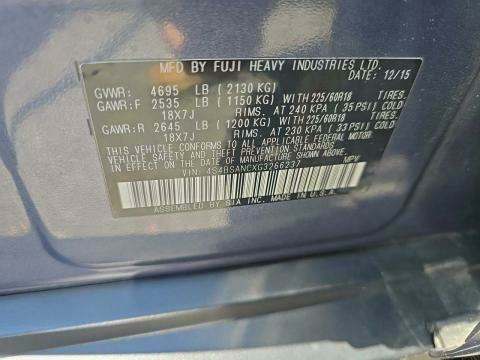 MFD BY FUJI HEAVY INDUSTRIES LTD.
DATE: 12/15
GVWR: 4695 LB (2130 KG)
GAWR:F 2535 LB (1150 KG) WITH 225/60R18 TIRES
18X7J RIMS AT 240 KPA (35 PSI) COLD
GAWR:R 2645 LB (1200 KG) WITH 225/60R18 TIRES
18X7J RIMS AT 230 KPA (33 PSI) COLD
THIS VEHICLE CONFORMS TO ALL APPLICABLE FEDERAL MOTOR
VEHICLE SAFETY STANDARDS IN EFFECT ON THE
DATE OF MANUFACTURE SHOWN ABOVE.
VIN: 4S4BSANCXG3266237 MPV
ASSEMBLED BY SIA INC. MADE IN U.S.A.